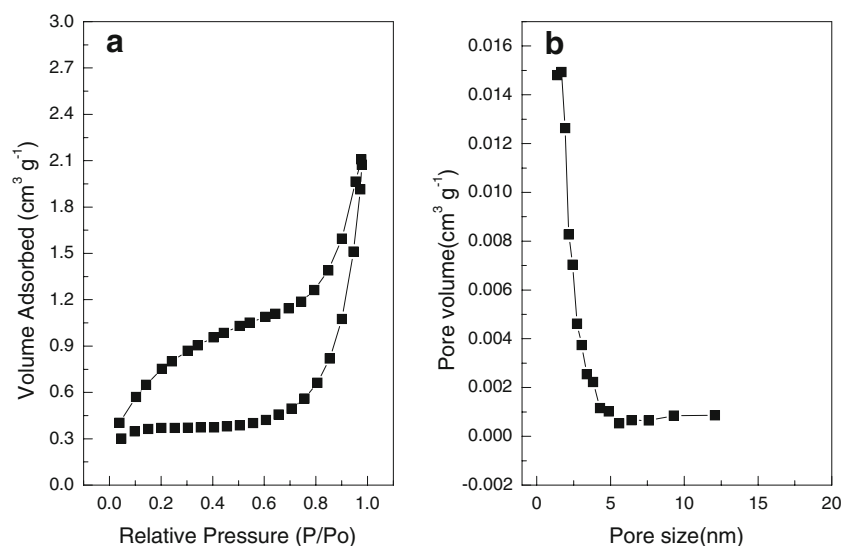 a
3.0
2.7
2.4
2.1
1.8
1.5
1.2
0.9
0.6
0.3
0.0
Volume Adsorbed (cm³ g⁻¹)
0.0 0.2 0.4 0.6 0.8 1.0
Relative Pressure (P/Po)
b
0.016
0.014
0.012
0.010
0.008
0.006
0.004
0.002
0.000
-0.002
Pore volume(cm³ g⁻¹)
0 5 10 15 20
Pore size(nm)